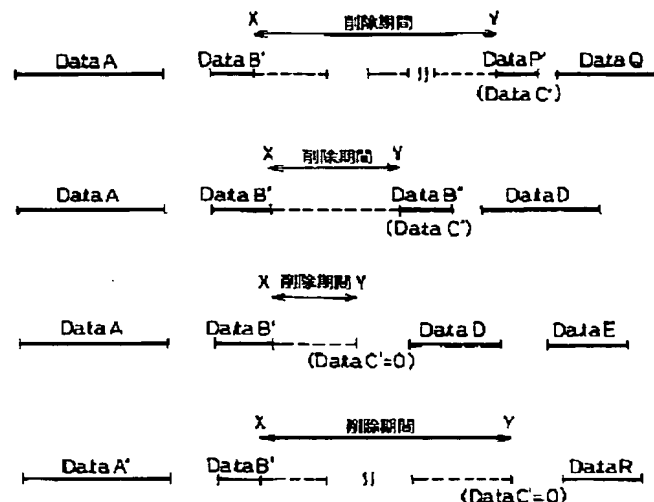 X 削除期間 Y
Data A Data B' Data P' Data Q
(Data C')
X 削除期間 Y
Data A Data B' Data B" Data D
(Data C')
X 削除期間 Y
Data A Data B' Data D Data E
(Data C'=0)
X 削除期間 Y
Data A' Data B' Data R
(Data C'=0)